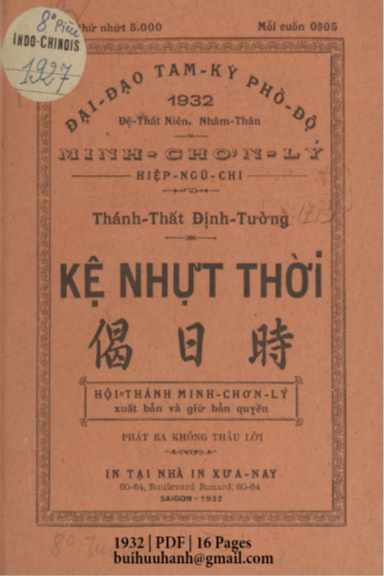 8º Pièce
INDO-CHINOIS
1927
thứ nhứt 5.000
Mỗi cuốn 0$05
ĐẠI-ĐẠO TAM-KỲ PHỔ-ĐỘ
1932
Đệ-Thất Niên, Nhâm-Thân
MINH-CHƠN-LÝ
HIỆP-NGŨ-CHI
Thánh-Thất Định-Tường
KỆ NHỰT THỜI
偈日時
HỘI-THÁNH MINH-CHƠN-LÝ
xuất bản và giữ bản quyền
PHÁT RA KHÔNG THÂU LỜI
IN TẠI NHÀ IN XƯA-NAY
60-64, Boulevard Bonard, 60-64
SAIGON - 1932
1932 | PDF | 16 Pages
buihuuhanh@gmail.com